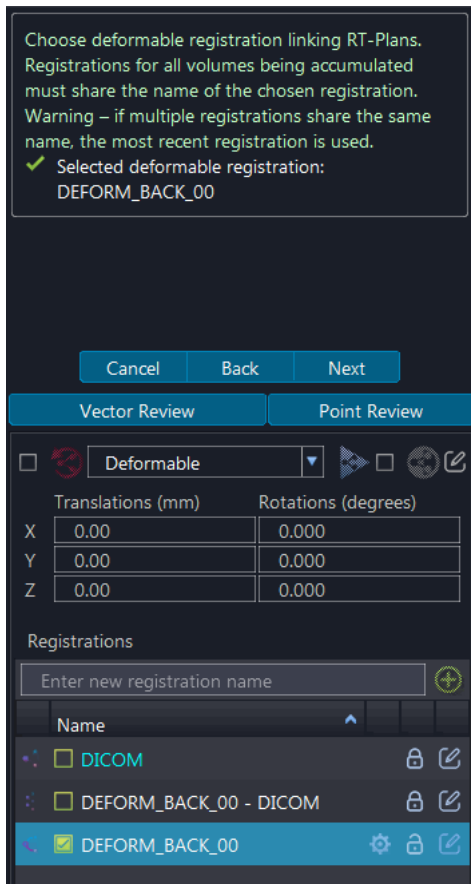 Choose deformable registration linking RT-Plans.
Registrations for all volumes being accumulated
must share the name of the chosen registration.
Warning – if multiple registrations share the same
name, the most recent registration is used.
Selected deformable registration:
DEFORM_BACK_00
Cancel Back Next
Vector Review Point Review
Deformable
Translations (mm) Rotations (degrees)
X 0.00 0.000
Y 0.00 0.000
Z 0.00 0.000
Registrations
Enter new registration name
Name
DICOM
DEFORM_BACK_00 - DICOM
DEFORM_BACK_00